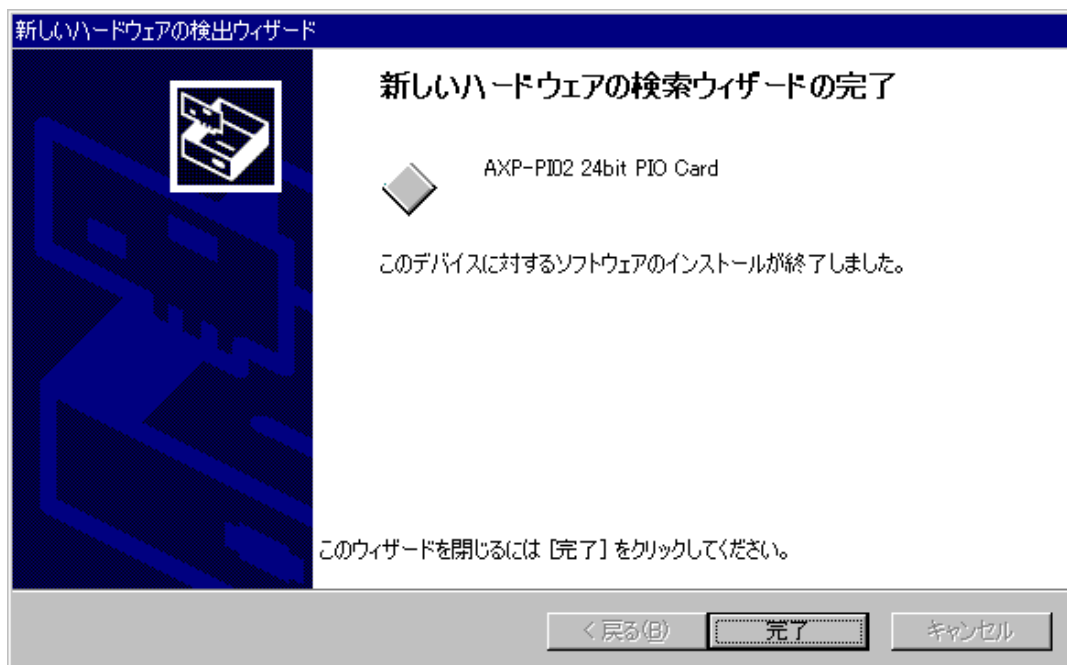 新しいハードウェアの検出ウィザード
新しいハードウェアの検索ウィザードの完了
AXP-PI02 24bit PIO Card
このデバイスに対するソフトウェアのインストールが終了しました。
このウィザードを閉じるには [完了] をクリックしてください。
< 戻る(B)
完了
キャンセル